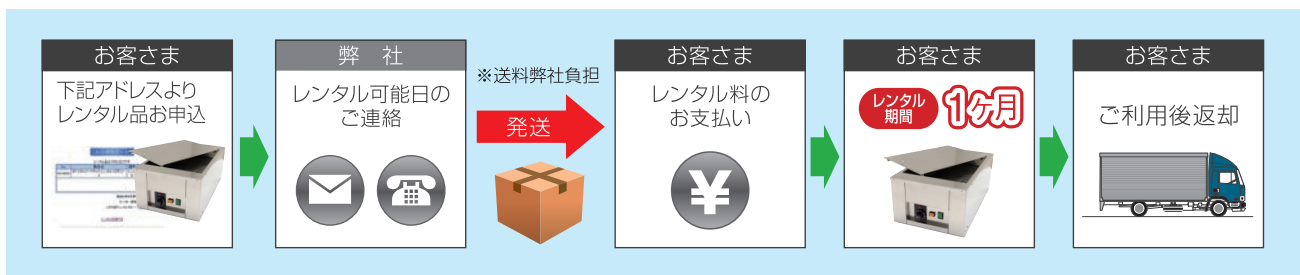 お客さま
下記アドレスより
レンタル品お申込
弊 社
レンタル可能日の
ご連絡
※送料弊社負担
発送
お客さま
レンタル料の
お支払い
¥
お客さま
レンタル
期間
1ヶ月
お客さま
ご利用後返却